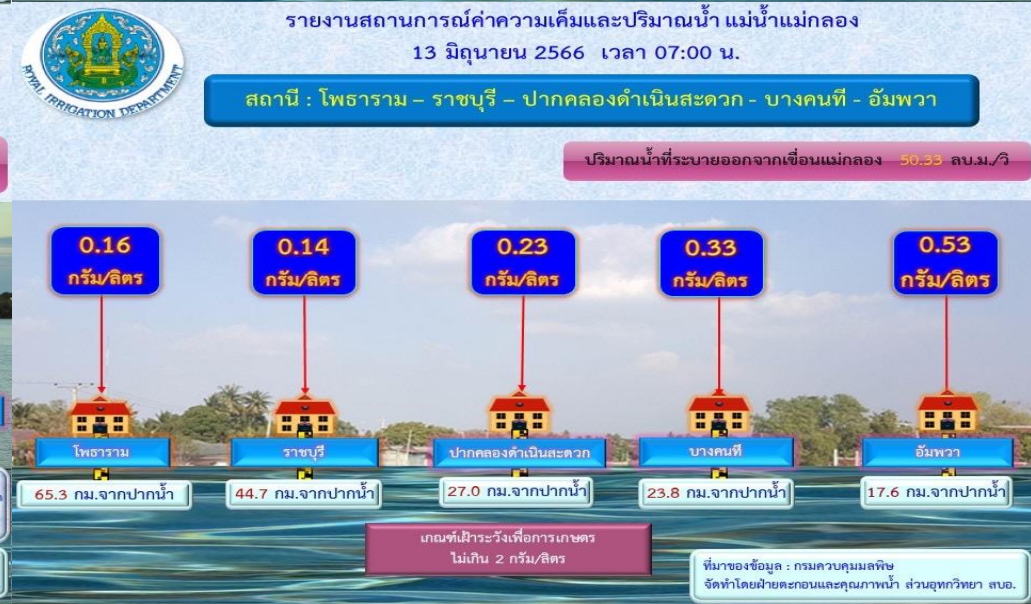 รายงานสถานการณ์ค่าความเค็มและปริมาณน้ำ แม่น้ำแม่กลอง
13 มิถุนายน 2566 เวลา 07:00 น.
ROYAL IRRIGATION DEPARTMENT
สถานี : โพธาราม – ราชบุรี – ปากคลองดำเนินสะดวก - บางคนที - อัมพวา
ปริมาณน้ำที่ระบายออกจากเขื่อนแม่กลอง 50.33 ลบ.ม./วิ
0.16 กรัม/ลิตร
0.14 กรัม/ลิตร
0.23 กรัม/ลิตร
0.33 กรัม/ลิตร
0.53 กรัม/ลิตร
โพธาราม
ราชบุรี
ปากคลองดำเนินสะดวก
บางคนที
อัมพวา
65.3 กม.จากปากน้ำ
44.7 กม.จากปากน้ำ
27.0 กม.จากปากน้ำ
23.8 กม.จากปากน้ำ
17.6 กม.จากปากน้ำ
เกณฑ์เฝ้าระวังเพื่อการเกษตร
ไม่เกิน 2 กรัม/ลิตร
ที่มาของข้อมูล : กรมควบคุมมลพิษ
จัดทำโดยฝ่ายตะกอนและคุณภาพน้ำ ส่วนอุทกวิทยา สบอ.